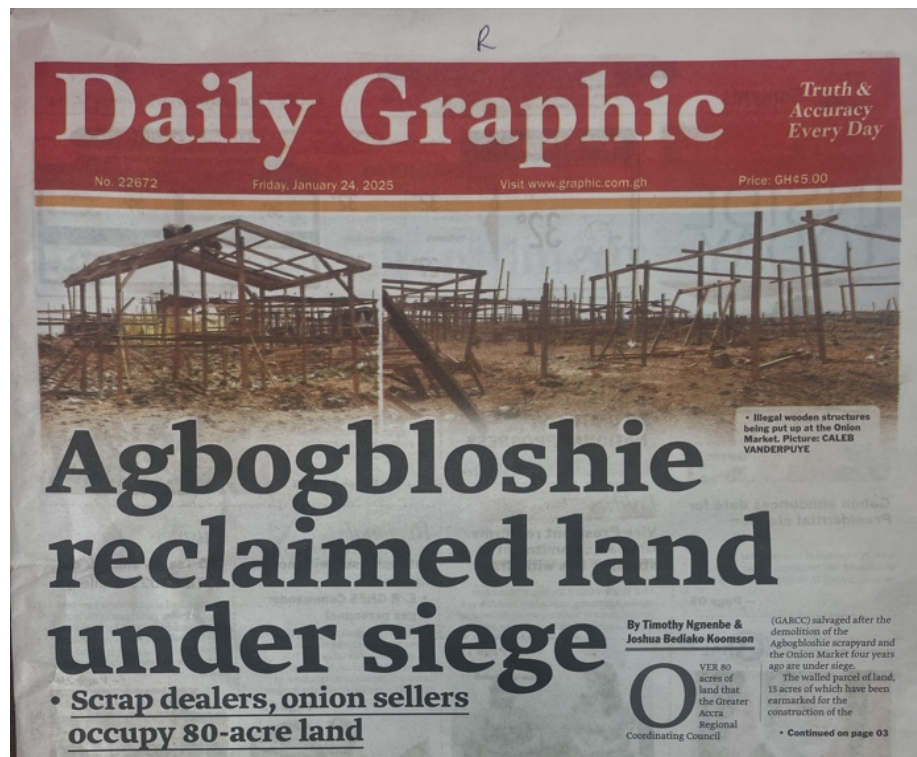 R
Daily Graphic
Truth &
Accuracy
Every Day
No. 22672 Friday, January 24, 2025 Visit www.graphic.com.gh Price: GH¢5.00
• Illegal wooden structures
being put up at the Onion
Market. Picture: CALEB
VANDERPUYE
Agbogbloshie
reclaimed land
under siege
• Scrap dealers, onion sellers
occupy 80-acre land
By Timothy Ngnenbe &
Joshua Bediako Koomson
OVER 80
acres of
land that
the Greater
Accra
Regional
Coordinating Council
(GARCC) salvaged after the
demolition of the
Agbogbloshie scrapyard and
the Onion Market four years
ago are under siege.
The walled parcel of land,
15 acres of which have been
earmarked for the
construction of the
• Continued on page 03